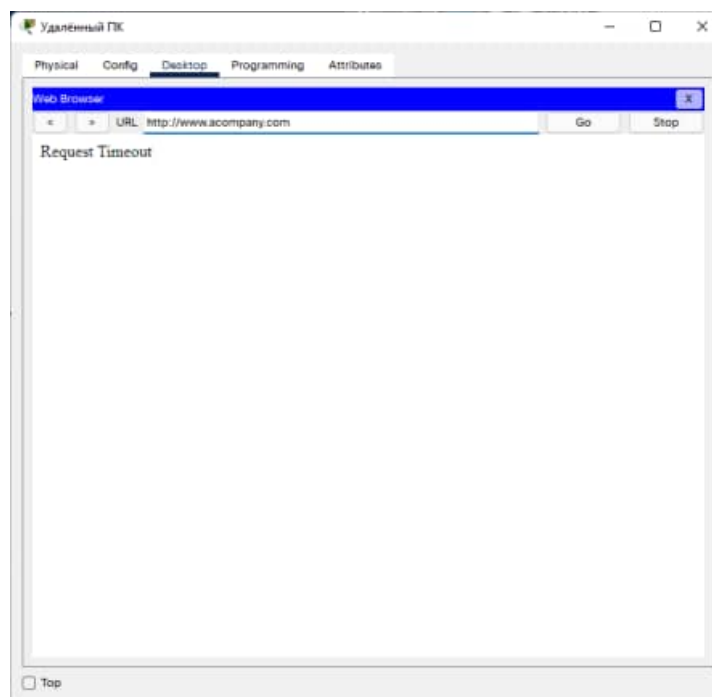 Удалённый ПК
Physical Config Desktop Programming Attributes
Web Browser X
< > URL http://www.acompany.com Go Stop
Request Timeout
Top